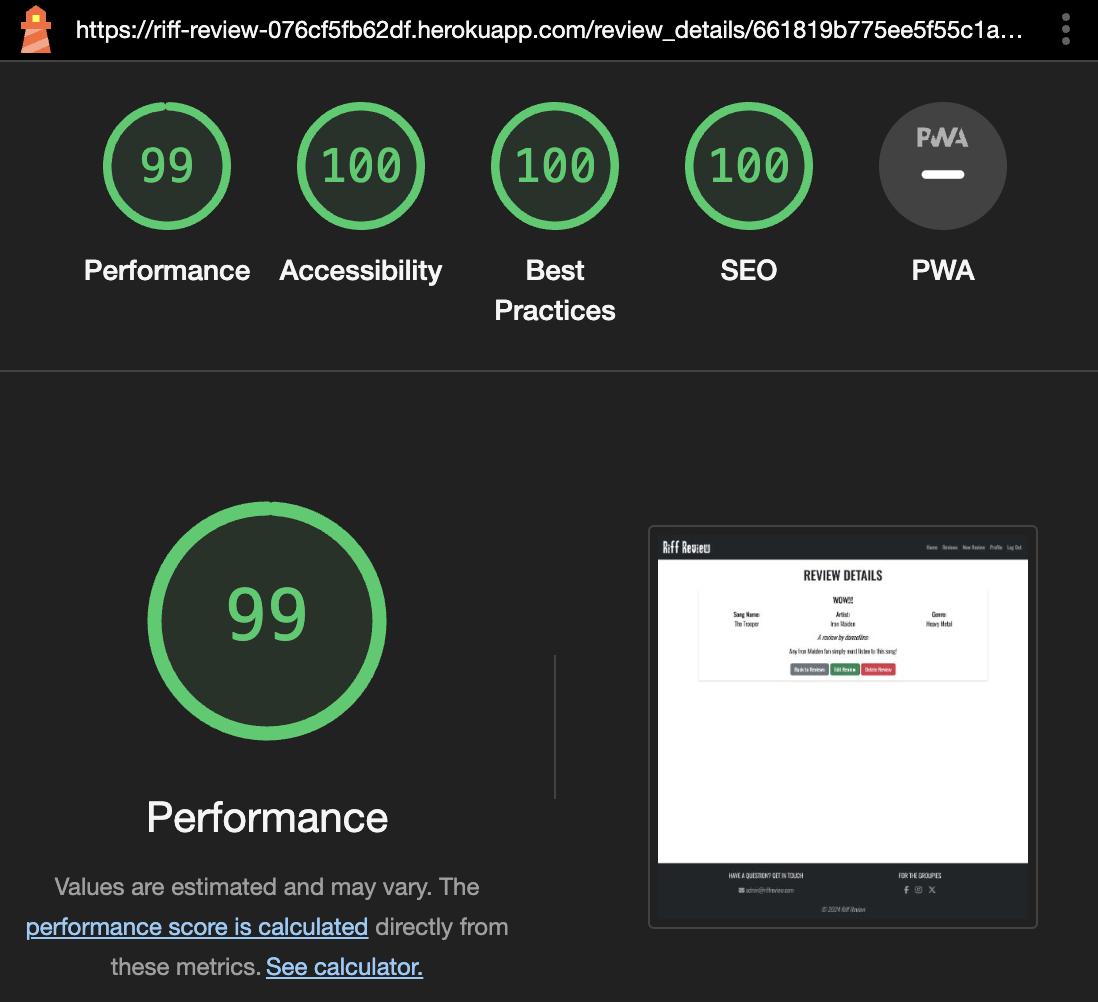 https://riff-review-076cf5fb62df.herokuapp.com/review_details/661819b775ee5f55c1a…
99 100 100 100 PWA
Performance Accessibility Best Practices SEO PWA
99
Performance
Values are estimated and may vary. The
performance score is calculated directly from
these metrics. See calculator.
Riff Review
Home Reviews New Review Profile Log Out
REVIEW DETAILS
WOW!!!
Song Name: Artist: Genre:
The Trooper Iron Maiden Heavy Metal
A review by
Any Iron Maiden fan simply must listen to this song!
Back to Reviews Edit Review Delete Review
HAVE A QUESTION? GET IN TOUCH FOR THE GROUPIES
admin@riffreview.com
© 2024 Riff Review